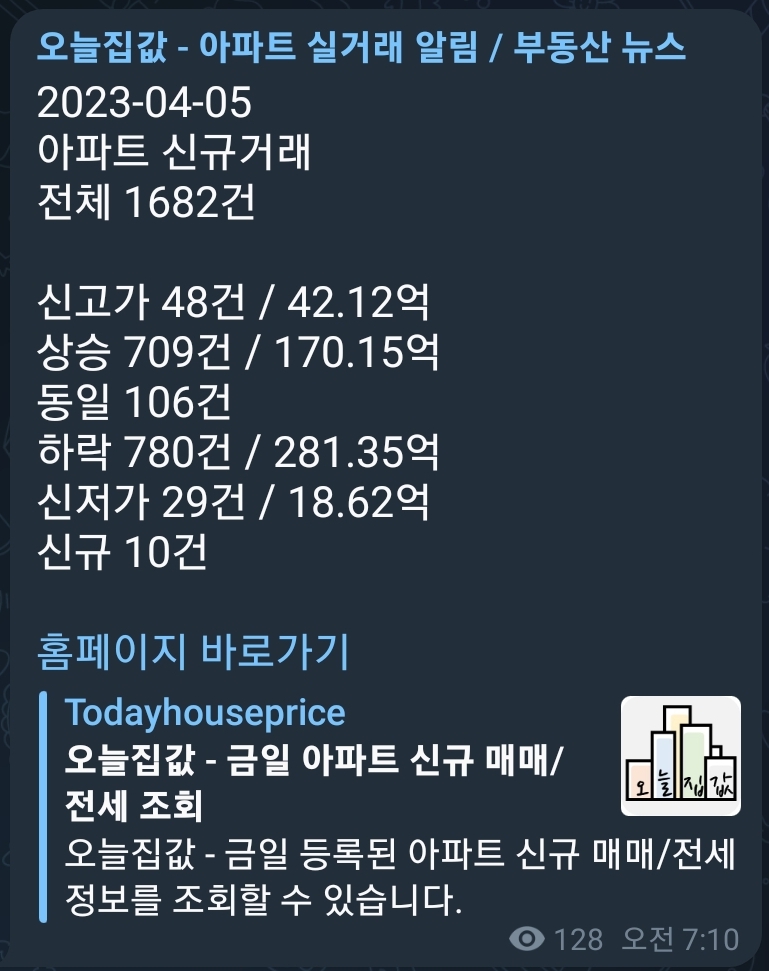 오늘집값 - 아파트 실거래 알림 / 부동산 뉴스
2023-04-05
아파트 신규거래
전체 1682건
신고가 48건 / 42.12억
상승 709건 / 170.15억
동일 106건
하락 780건 / 281.35억
신저가 29건 / 18.62억
신규 10건
홈페이지 바로가기
Todayhouseprice
오늘집값 - 금일 아파트 신규 매매/
전세 조회
오늘집값
오늘집값 - 금일 등록된 아파트 신규 매매/전세
정보를 조회할 수 있습니다.
128 오전 7:10